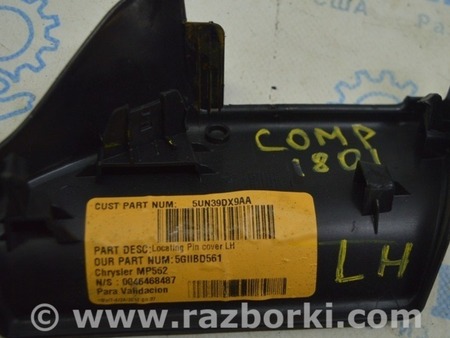 США
COMP
1801
CUST PART NUM: 5UN39DX9AA
PART DESC:Locating Pin cover LH
OUR PART NUM:5GIIBD561
Chrysler MP562
N/S : 0046468487
Para Validacion
LH
www.razborki.com